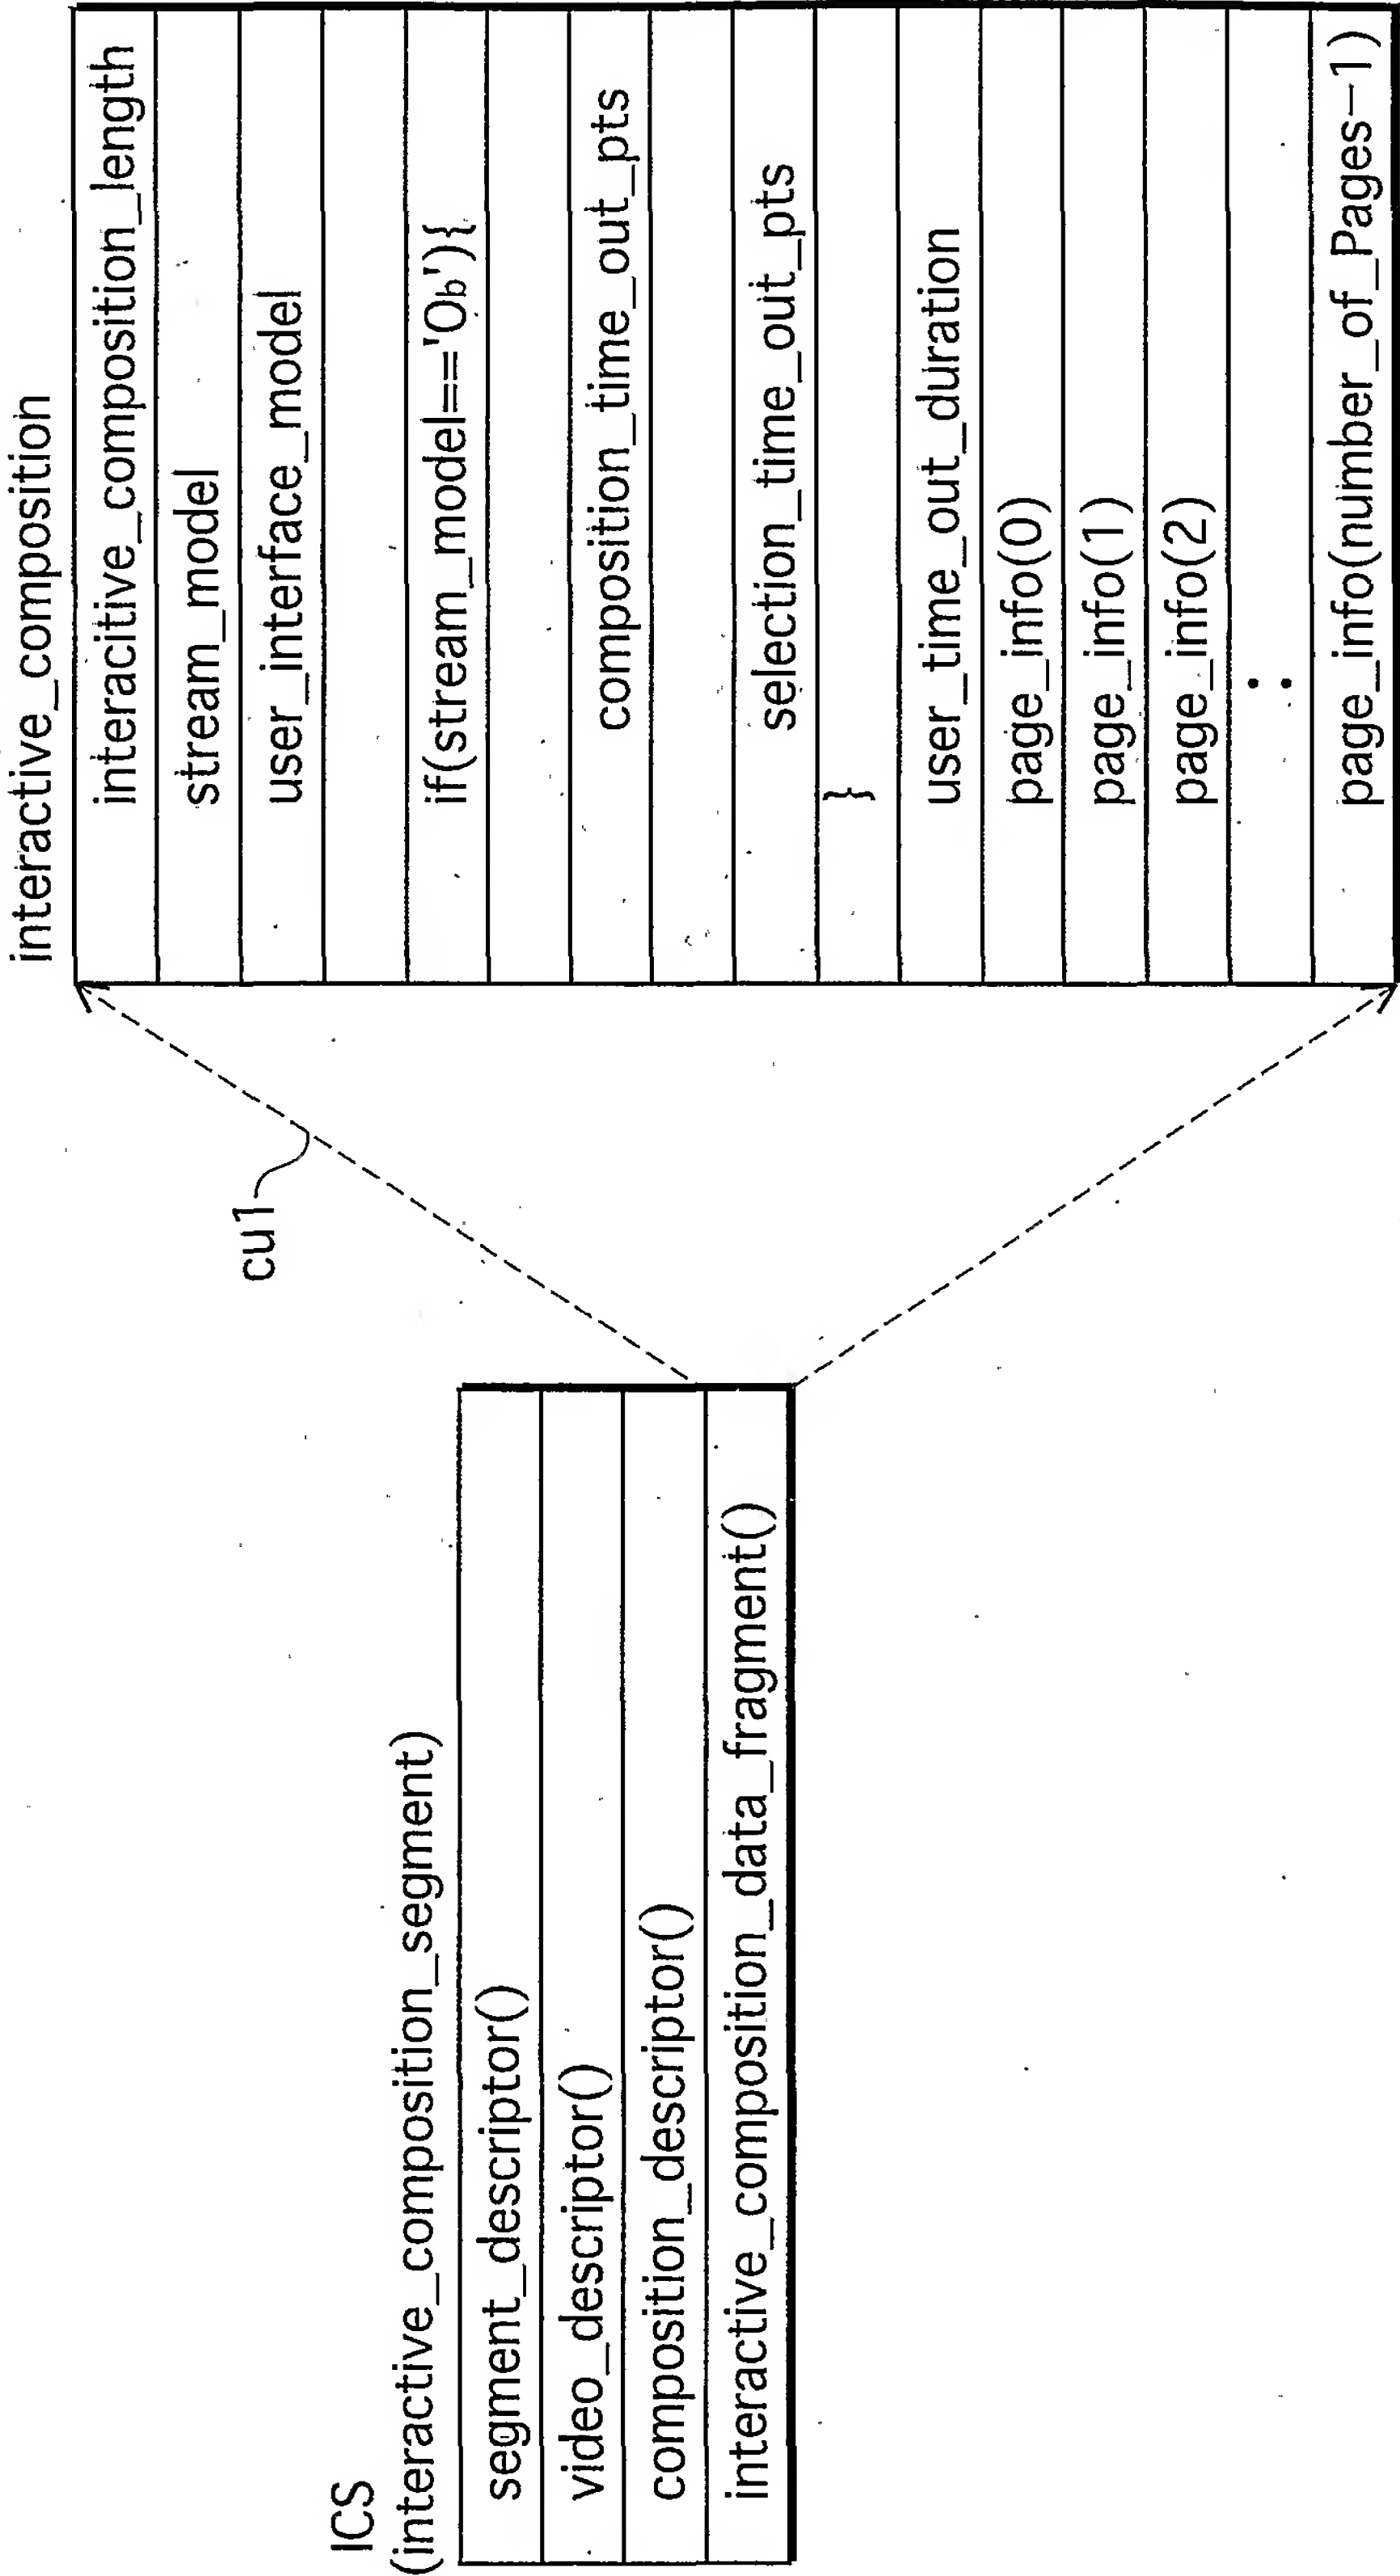 ICS
(interactive_composition_segment)
segment_descriptor()
video_descriptor()
composition_descriptor()
interactive_composition_data_fragment()
cu1
interactive_composition
interacitive_composition_length
stream_model
user_interface_model
if(stream_model=='0b'){
composition_time_out_pts
selection_time_out_pts
}
user_time_out_duration
page_info(0)
page_info(1)
page_info(2)
:
page_info(number_of_Pages-1)